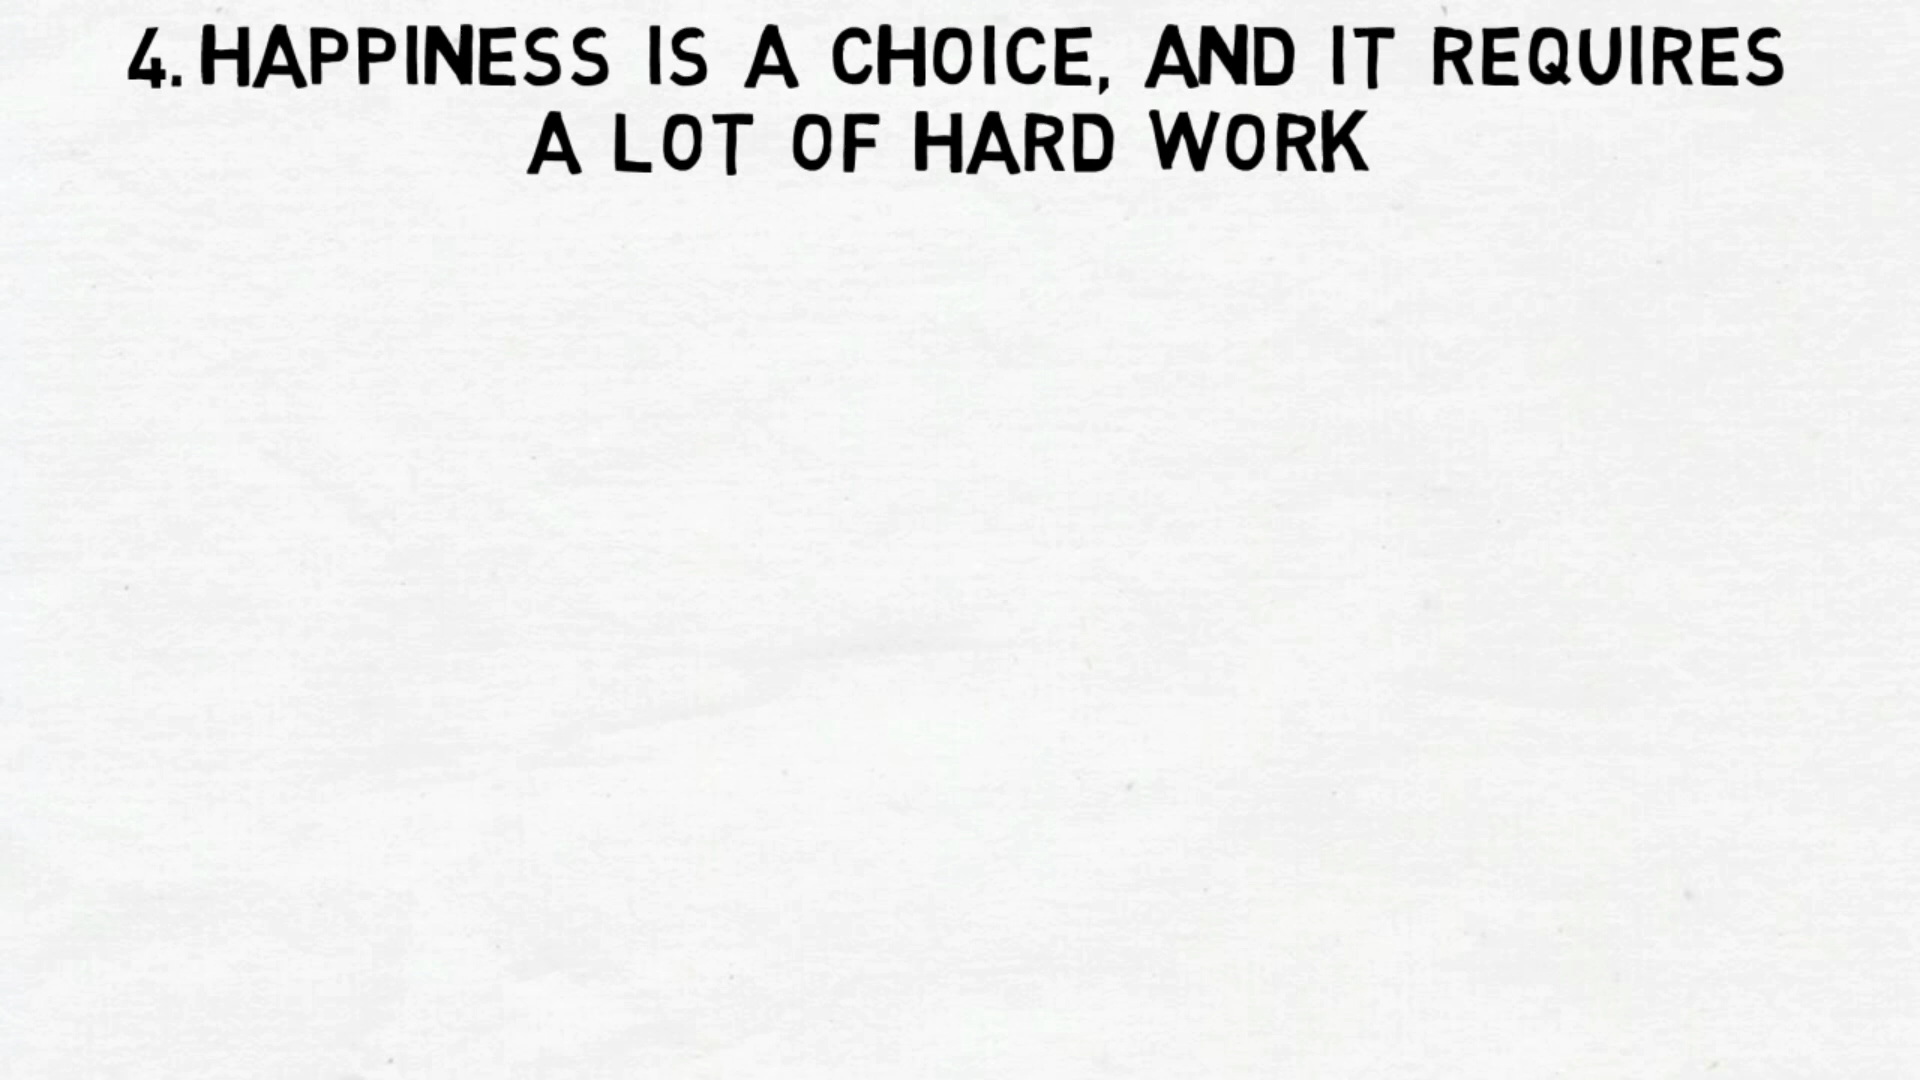 4. HAPPINESS IS A CHOICE, AND IT REQUIRES
A LOT OF HARD WORK